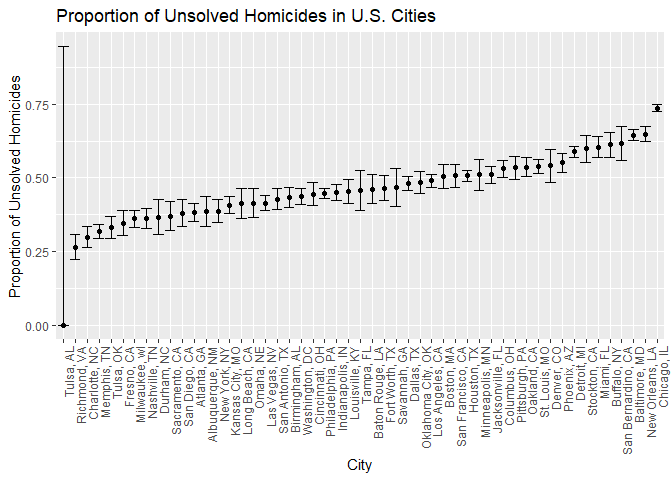 Proportion of Unsolved Homicides in U.S. Cities
Proportion of Unsolved Homicides
0.75
0.50
0.25
0.00
Tulsa, AL
Richmond, VA
Charlotte, NC
Memphis, TN
Tulsa, OK
Fresno, CA
Milwaukee, wI
Nashville, TN
Durham, NC
Sacramento, CA
San Diego, CA
Atlanta, GA
Albuquerque, NM
New York, NY
Kansas City, MO
Long Beach, CA
Omaha, NE
Las Vegas, NV
San Antonio, TX
Birmingham, AL
Washington, DC
Cincinnati, OH
Philadelphia, PA
Indianapolis, IN
Louisville, KY
Tampa, FL
Baton Rouge, LA
Fort Worth, TX
Savannah, GA
Dallas, TX
Oklahoma City, OK
Los Angeles, CA
Boston, MA
San Francisco, CA
Houston, TX
Minneapolis, MN
Jacksonville, FL
Columbus, OH
Pittsburgh, PA
Oakland, CA
St. Louis, MO
Denver, CO
Phoenix, AZ
Detroit, MI
Stockton, CA
Miami, FL
Buffalo, NY
San Bernardino, CA
Baltimore, MD
New Orleans, LA
Chicago, IL
City